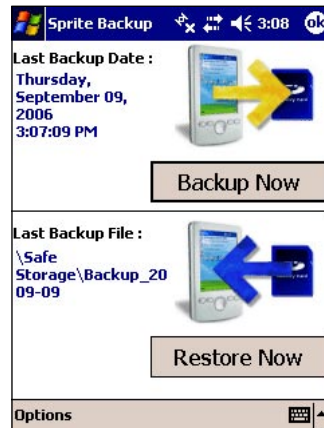 Sprite Backup 3:08 ok
Last Backup Date :
Thursday,
September 09,
2006
3:07:09 PM
Backup Now
Last Backup File :
\Safe
Storage\Backup_20
09-09
Restore Now
Options